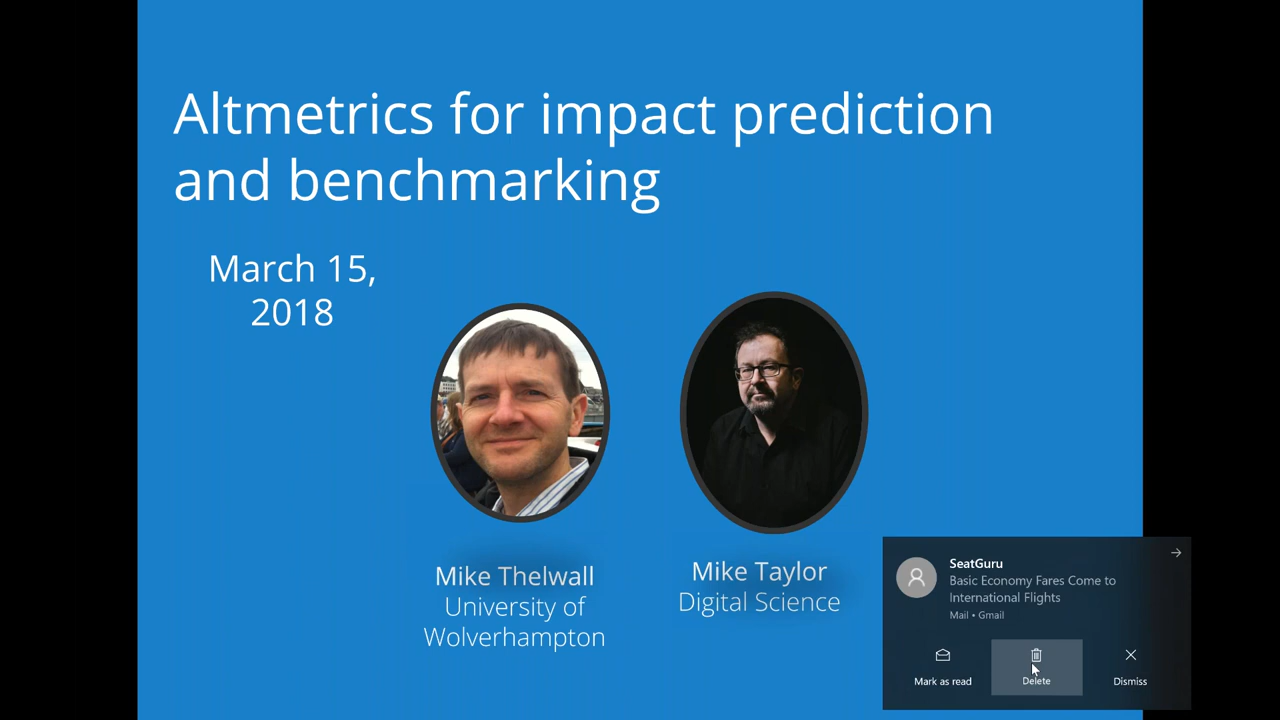 Altmetrics for impact prediction
and benchmarking
March 15,
2018
Mike Thelwall
University of
Wolverhampton
Mike Taylor
Digital Science
SeatGuru
Basic Economy Fares Come to
International Flights
Mail • Gmail
Mark as read
Delete
Dismiss